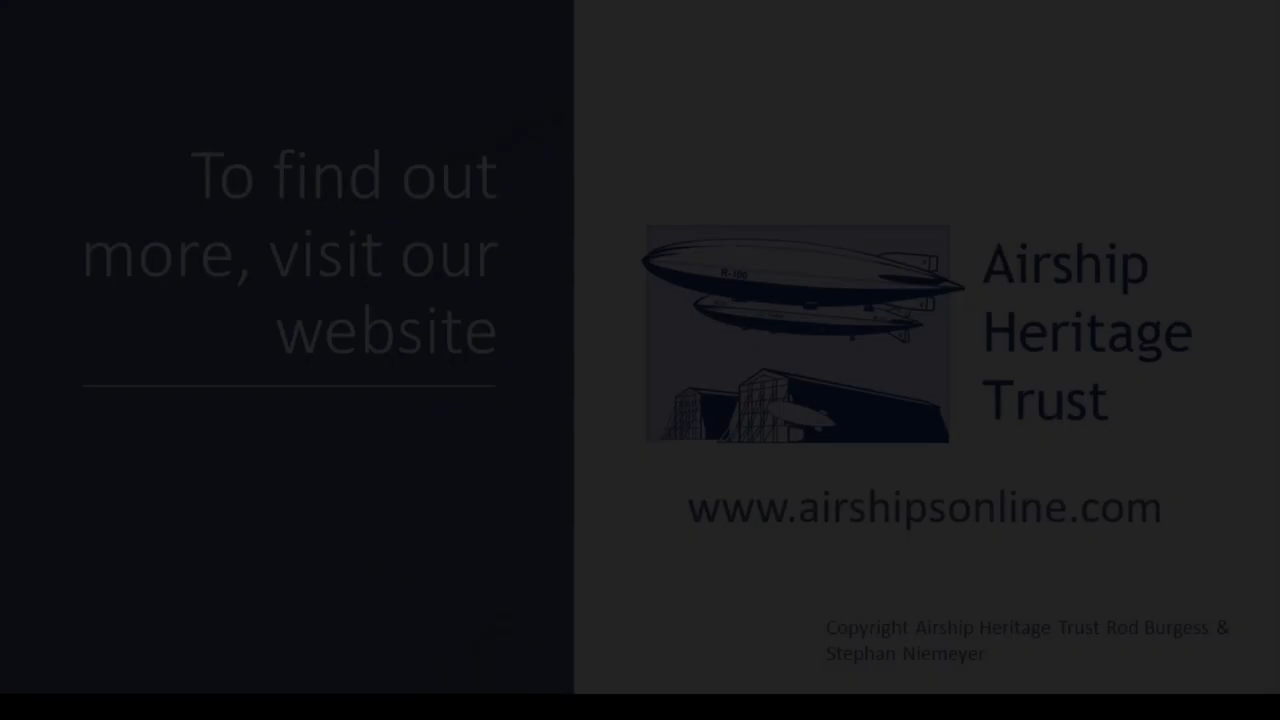 To find out
more, visit our
website
R-100
Airship
Heritage
Trust
www.airshipsonline.com
Copyright Airship Heritage Trust Rod Burgess &
Stephan Niemeyer